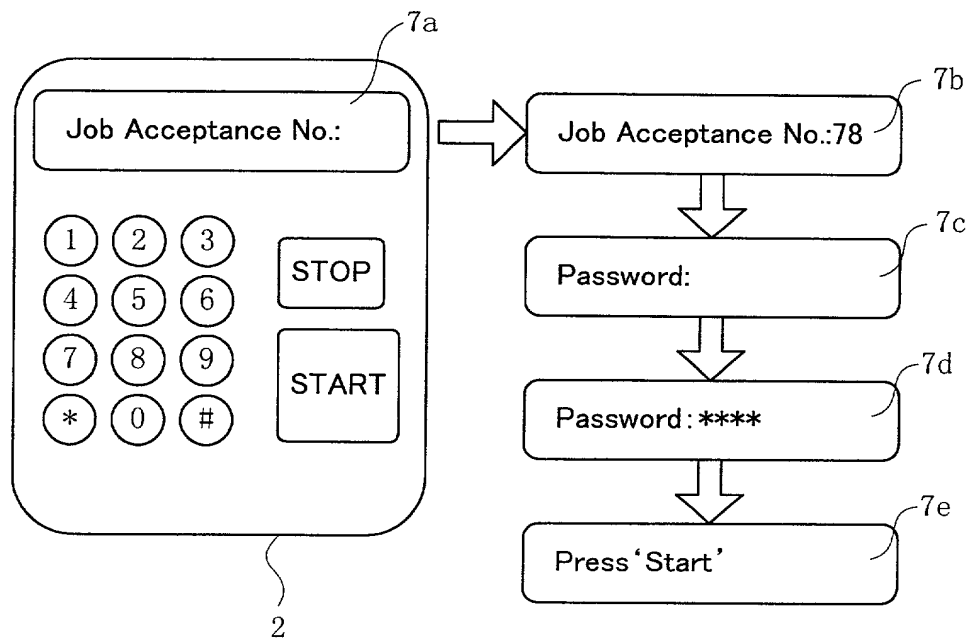 7a
Job Acceptance No.:
1 2 3
4 5 6
7 8 9
* 0 #
STOP
START
2
7b
Job Acceptance No.:78
7c
Password:
7d
Password:****
7e
Press‘Start’